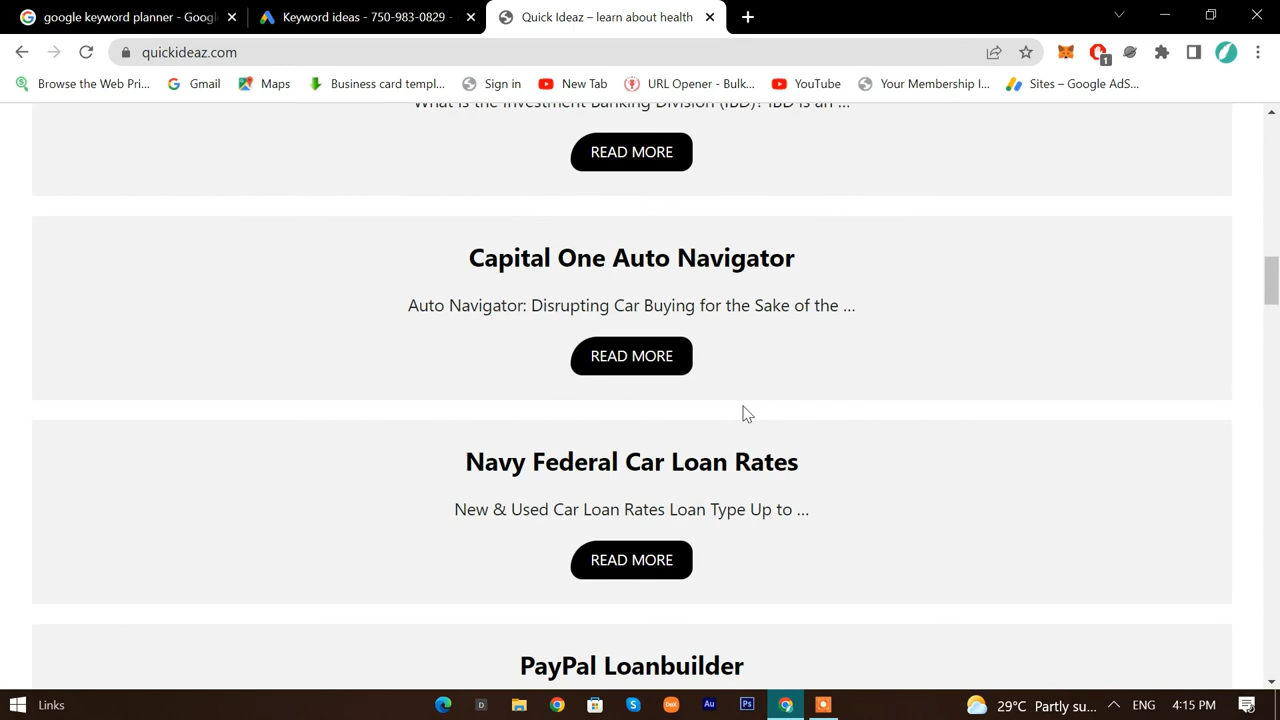 google keyword planner - Googl
Keyword ideas - 750-983-0829 -
Quick Ideaz – learn about health
quickideaz.com
1
Browse the Web Pri...
Gmail
Maps
Business card templ...
Sign in
New Tab
URL Opener - Bulk...
YouTube
Your Membership I...
Sites – Google AdS...
What is the Investment Banking Division (IBD)? IBD is an ...
READ MORE
Capital One Auto Navigator
Auto Navigator: Disrupting Car Buying for the Sake of the ...
READ MORE
Navy Federal Car Loan Rates
New & Used Car Loan Rates Loan Type Up to ...
READ MORE
PayPal Loanbuilder
Links
Au
Ps
29°C Partly su...
ENG
4:15 PM